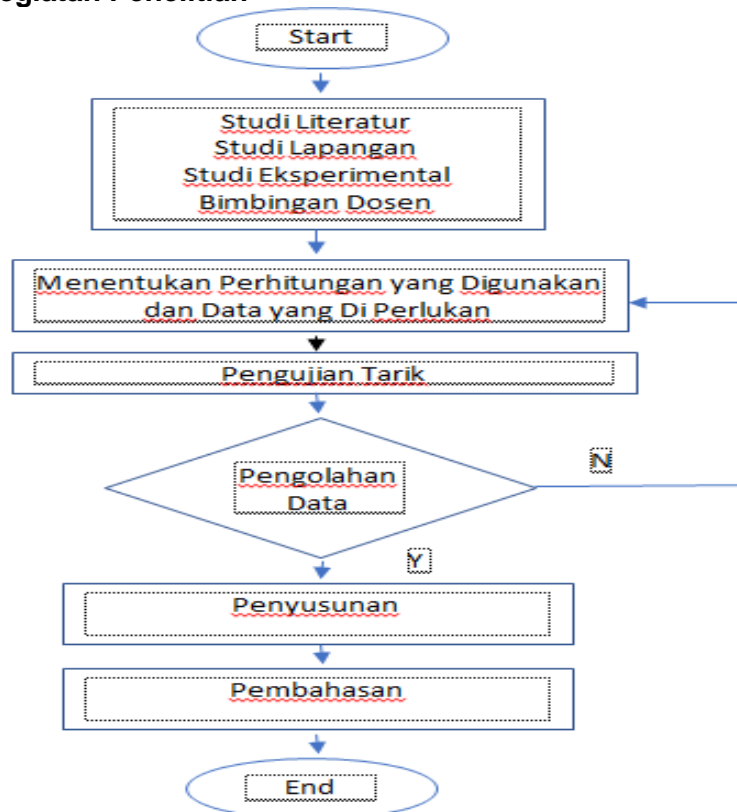 Start
Studi Literatur
Studi Lapangan
Studi Eksperimental
Bimbingan Dosen
Menentukan Perhitungan yang Digunakan
dan Data yang Di Perlukan
Pengujian Tarik
Pengolahan
Data
N
Y
Penyusunan
Pembahasan
End